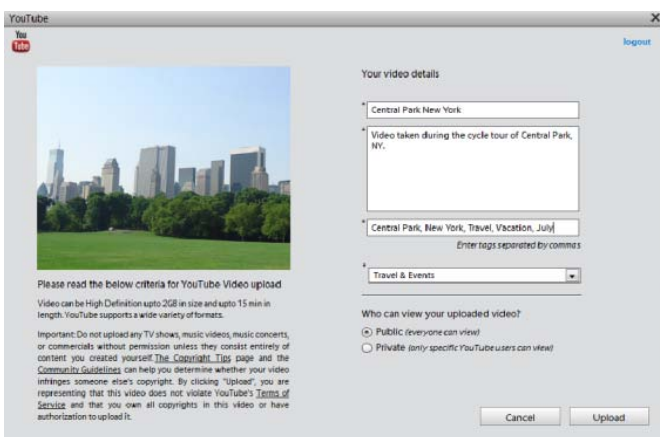 YouTube
X
You
Tube
logout
Your video details
* Central Park New York
* Video taken during the cycle tour of Central Park,
NY.
* Central Park, New York, Travel, Vacation, July
Enter tags separated by commas
* Travel & Events
Please read the below criteria for YouTube Video upload
Video can be High Definition upto 2GB in size and upto 15 min in
length. YouTube supports a wide variety of formats.
Important: Do not upload any TV shows, music videos, music concerts,
or commercials without permission unless they consist entirely of
content you created yourself. The Copyright Tips page and the
Community Guidelines can help you determine whether your video
infringes someone else's copyright. By clicking "Upload", you are
representing that this video does not violate YouTube's Terms of
Service and that you own all copyrights in this video or have
authorization to upload it.
Who can view your uploaded video?
Public (everyone can view)
Private (only specific YouTube users can view)
Cancel
Upload